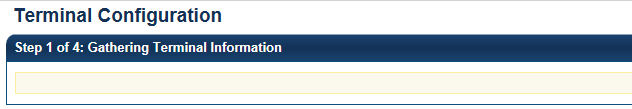 Terminal Configuration
Step 1 of 4: Gathering Terminal Information